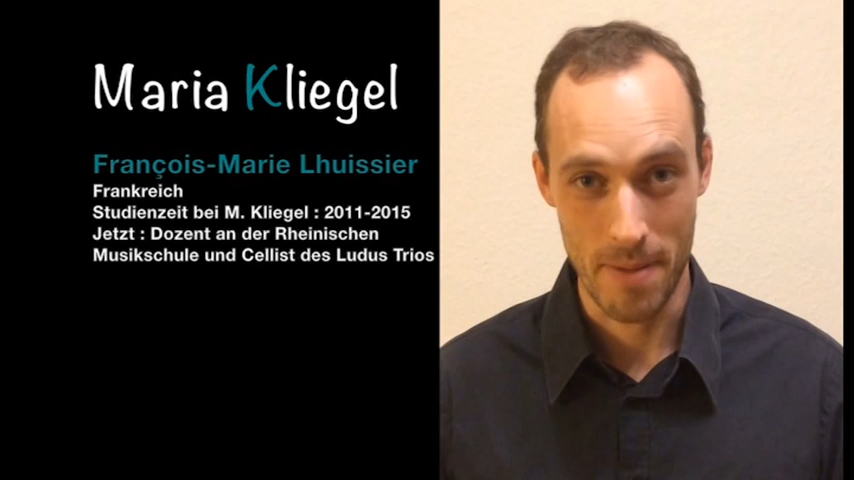 Maria Kliegel
François-Marie Lhuissier
Frankreich
Studienzeit bei M. Kliegel : 2011-2015
Jetzt : Dozent an der Rheinischen
Musikschule und Cellist des Ludus Trios